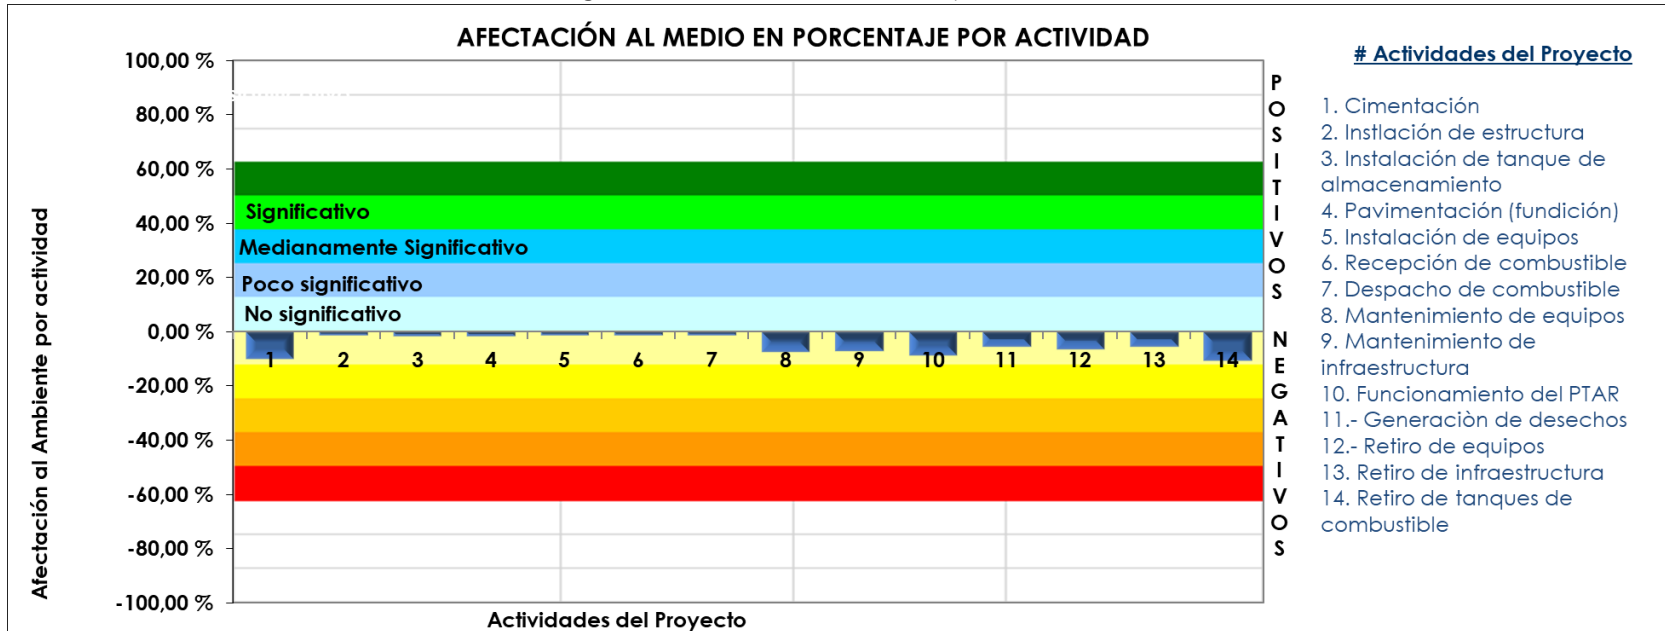 AFECTACIÓN AL MEDIO EN PORCENTAJE POR ACTIVIDAD
Afectación al Ambiente por actividad
100,00 %
80,00 %
60,00 %
40,00 %
20,00 %
0,00 %
-20,00 %
-40,00 %
-60,00 %
-80,00 %
-100,00 %
Significativo
Medianamente Significativo
Poco significativo
No significativo
1 2 3 4 5 6 7 8 9 10 11 12 13 14
Actividades del Proyecto
POSITIVOS
NEGATIVOS
# Actividades del Proyecto
1. Cimentación
2. Instlación de estructura
3. Instalación de tanque de
almacenamiento
4. Pavimentación (fundición)
5. Instalación de equipos
6. Recepción de combustible
7. Despacho de combustible
8. Mantenimiento de equipos
9. Mantenimiento de
infraestructura
10. Funcionamiento del PTAR
11.- Generaciòn de desechos
12.- Retiro de equipos
13. Retiro de infraestructura
14. Retiro de tanques de
combustible